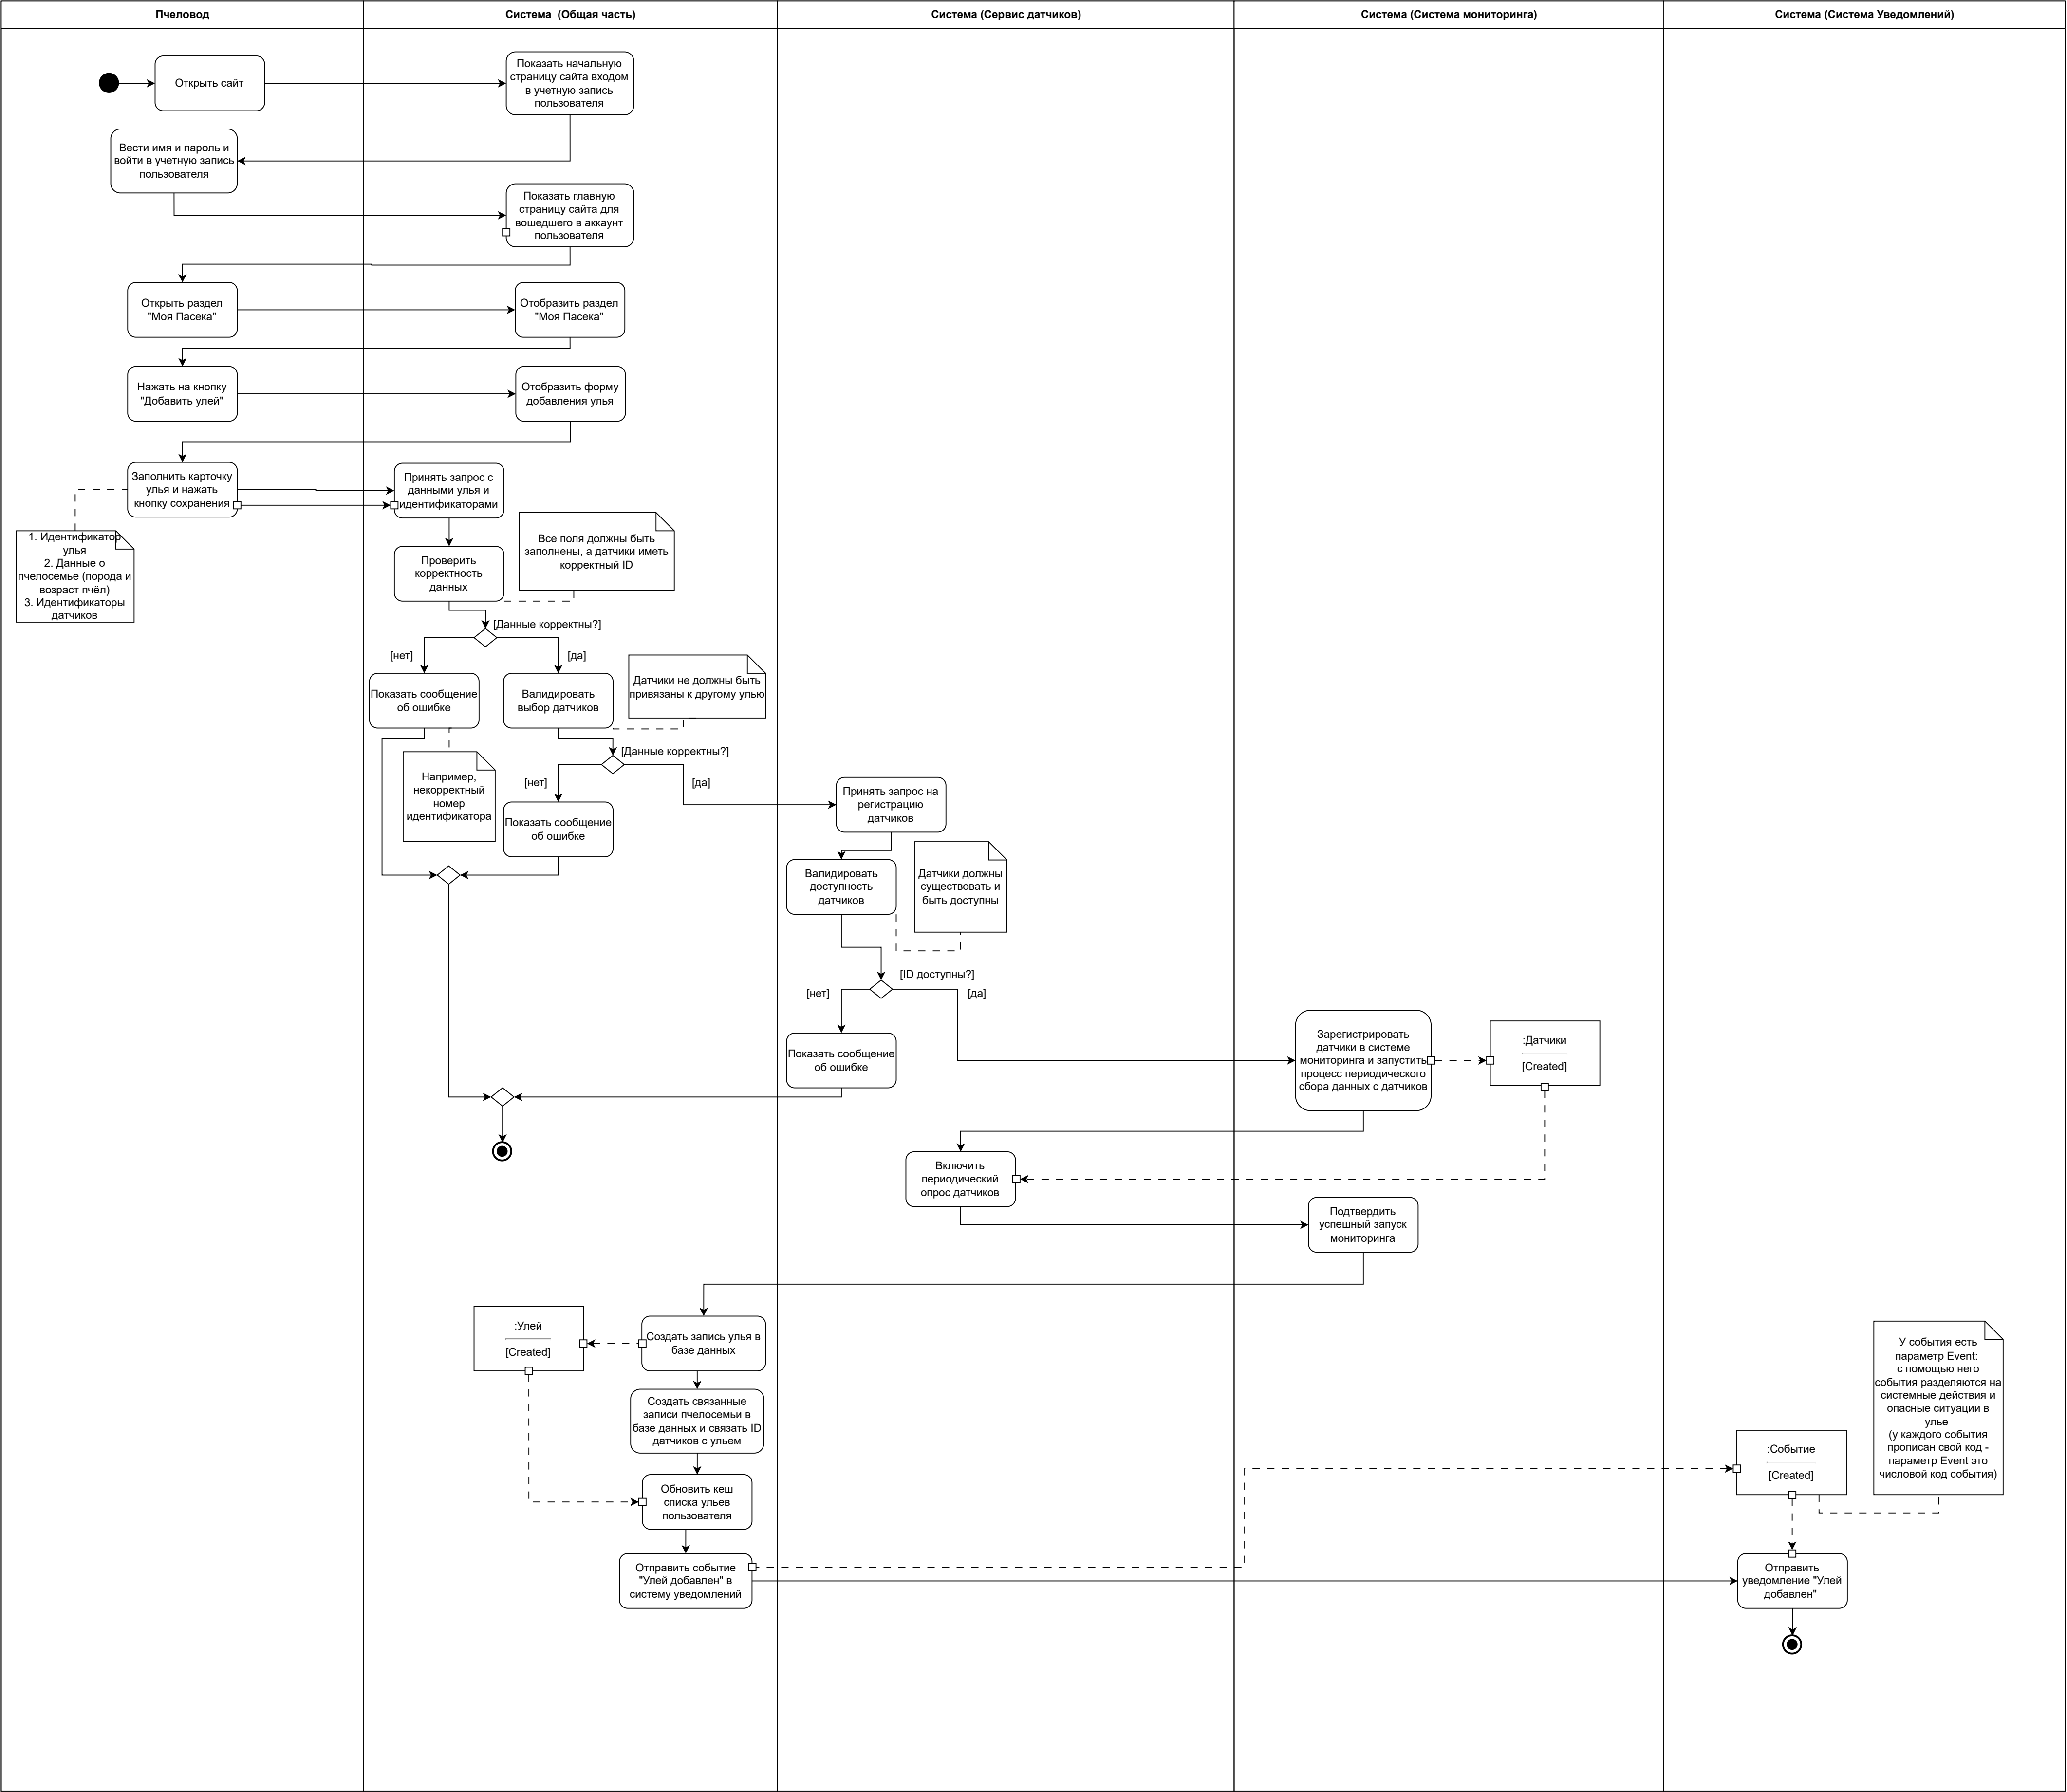 Пчеловод
Система  (Общая часть)
Система (Сервис датчиков)
Система (Система мониторинга)
Система (Система Уведомлений)
Открыть сайт
Показать начальную
страницу сайта входом
в учетную запись
пользователя
Вести имя и пароль и
войти в учетную запись
пользователя
Показать главную
страницу сайта для
вошедшего в аккаунт
пользователя
Открыть раздел
"Моя Пасека"
Отобразить раздел
"Моя Пасека"
Нажать на кнопку
"Добавить улей"
Отобразить форму
добавления улья
Заполнить карточку
улья и нажать
кнопку сохранения
Принять запрос с
данными улья и
идентификаторами
1. Идентификатор
улья
2. Данные о
пчелосемье (порода и
возраст пчёл)
3. Идентификаторы
датчиков
Все поля должны быть
заполнены, а датчики иметь
корректный ID
Проверить
корректность
данных
[Данные корректны?]
[нет]
[да]
Показать сообщение
об ошибке
Валидировать
выбор датчиков
Датчики не должны быть
привязаны к другому улью
[Данные корректны?]
[нет]
[да]
Например,
некорректный
номер
идентификатора
Показать сообщение
об ошибке
Принять запрос на
регистрацию
датчиков
Валидировать
доступность
датчиков
Датчики должны
существовать и
быть доступны
[ID доступны?]
[нет]
[да]
Показать сообщение
об ошибке
Зарегистрировать
датчики в системе
мониторинга и запустить
процесс периодического
сбора данных с датчиков
:Датчики
[Created]
Включить
периодический
опрос датчиков
Подтвердить
успешный запуск
мониторинга
:Улей
[Created]
Создать запись улья в
базе данных
Создать связанные
записи пчелосемьи в
базе данных и связать ID
датчиков с ульем
Обновить кеш
списка ульев
пользователя
Отправить событие
"Улей добавлен" в
систему уведомлений
У события есть
параметр Event:
с помощью него
события разделяются на
системные действия и
опасные ситуации в
улье
(у каждого события
прописан свой код -
параметр Event это
числовой код события)
:Событие
[Created]
Отправить
уведомление "Улей
добавлен"